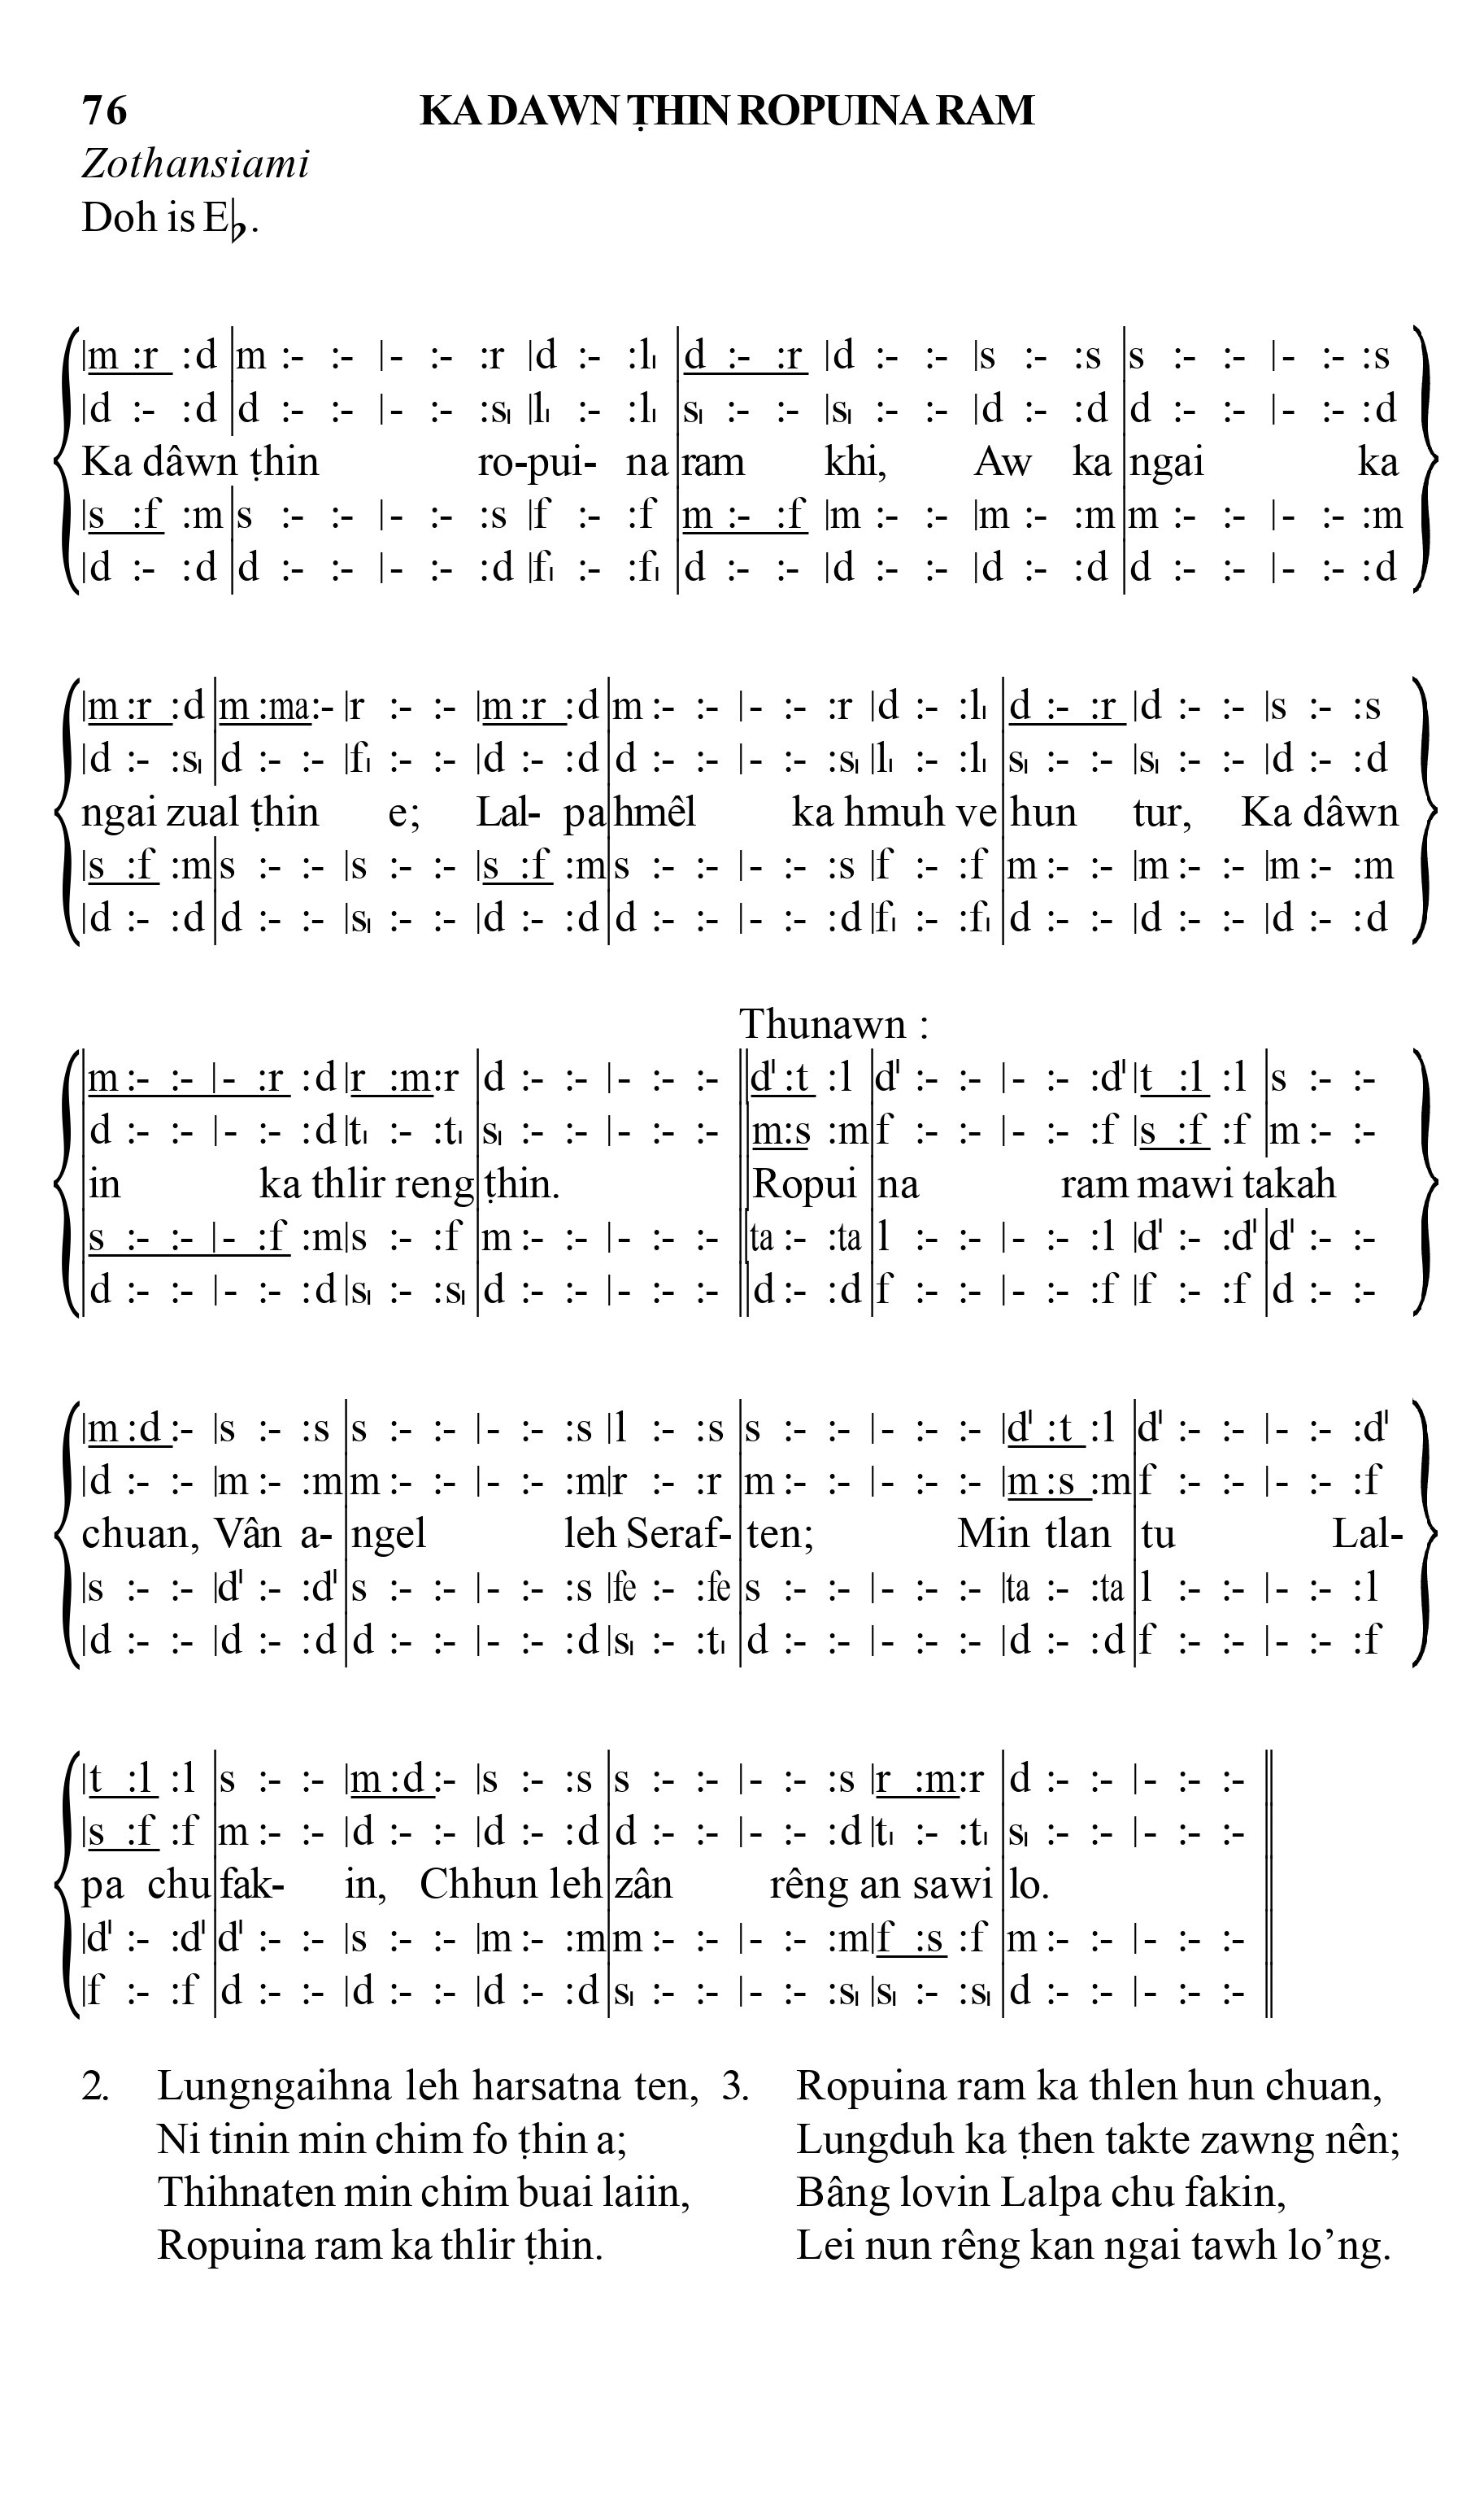 76 KA DAWN ṬHIN ROPUINA RAM
Zothansiami
Doh is E♭.
|m :r :d |m :- :- |- :- :r |d :- :l, |d :- :r |d :- :- |s :- :s |s :- :- |- :- :s
|d :- :d |d :- :- |- :- :s, |l, :- :l, |s, :- :- |s, :- :- |d :- :d |d :- :- |- :- :d
Ka dâwn ṭhin ro-pui- na ram khi, Aw ka ngai ka
|s :f :m |s :- :- |- :- :s |f :- :f |m :- :f |m :- :- |m :- :m |m :- :- |- :- :m
|d :- :d |d :- :- |- :- :d |f, :- :f, |d :- :- |d :- :- |d :- :d |d :- :- |- :- :d
|m :r :d |m :ma :- |r :- :- |m :r :d |m :- :- |- :- :r |d :- :l, |d :- :r |d :- :- |s :- :s
|d :- :s, |d :- :- |f, :- :- |d :- :d |d :- :- |- :- :s, |l, :- :l, |s, :- :- |s, :- :- |d :- :d
ngai zual ṭhin e; Lal- pa hmêl ka hmuh ve hun tur, Ka dâwn
|s :f :m |s :- :- |s :- :- |s :f :m |s :- :- |- :- :s |f :- :f |m :- :- |m :- :- |m :- :m
|d :- :d |d :- :- |s, :- :- |d :- :d |d :- :- |- :- :d |f, :- :f, |d :- :- |d :- :- |d :- :d
Thunawn :
|m :- :- |- :r :d |r :m :r |d :- :- |- :- :- ||d' :t :l |d' :- :- |- :- :d' |t :l :l |s :- :-
|d :- :- |- :- :d |t, :- :t, |s, :- :- |- :- :- ||m :s :m |f :- :- |- :- :f |s :f :f |m :- :-
in ka thlir reng ṭhin. Ropui na ram mawi takah
|s :- :- |- :f :m |s :- :f |m :- :- |- :- :- ||ta :- :ta |l :- :- |- :- :l |d' :- :d' |d' :- :-
|d :- :- |- :- :d |s, :- :s, |d :- :- |- :- :- ||d :- :d |f :- :- |- :- :f |f :- :f |d :- :-
|m :d :- |s :- :s |s :- :- |- :- :s |l :- :s |s :- :- |- :- :- |d' :t :l |d' :- :- |- :- :d'
|d :- :- |m :- :m |m :- :- |- :- :m |r :- :r |m :- :- |- :- :- |m :s :m |f :- :- |- :- :f
chuan, Vân a- ngel leh Seraf- ten; Min tlan tu Lal-
|s :- :- |d' :- :d' |s :- :- |- :- :s |fe :- :fe |s :- :- |- :- :- |ta :- :ta |l :- :- |- :- :l
|d :- :- |d :- :d |d :- :- |- :- :d |s, :- :t, |d :- :- |- :- :- |d :- :d |f :- :- |- :- :f
|t :l :l |s :- :- |m :d :- |s :- :s |s :- :- |- :- :s |r :m :r |d :- :- |- :- :- ||
|s :f :f |m :- :- |d :- :- |d :- :d |d :- :- |- :- :d |t, :- :t, |s, :- :- |- :- :- ||
pa chu fak- in, Chhun leh zân rêng an sawi lo.
|d' :- :d' |d' :- :- |s :- :- |m :- :m |m :- :- |- :- :m |f :s :f |m :- :- |- :- :- ||
|f :- :f |d :- :- |d :- :- |d :- :d |s, :- :- |- :- :s, |s, :- :s, |d :- :- |- :- :- ||
2. Lungngaihna leh harsatna ten,
Ni tinin min chim fo ṭhin a;
Thihnaten min chim buai laiin,
Ropuina ram ka thlir ṭhin.
3. Ropuina ram ka thlen hun chuan,
Lungduh ka ṭhen takte zawng nên;
Bâng lovin Lalpa chu fakin,
Lei nun rêng kan ngai tawh lo’ng.